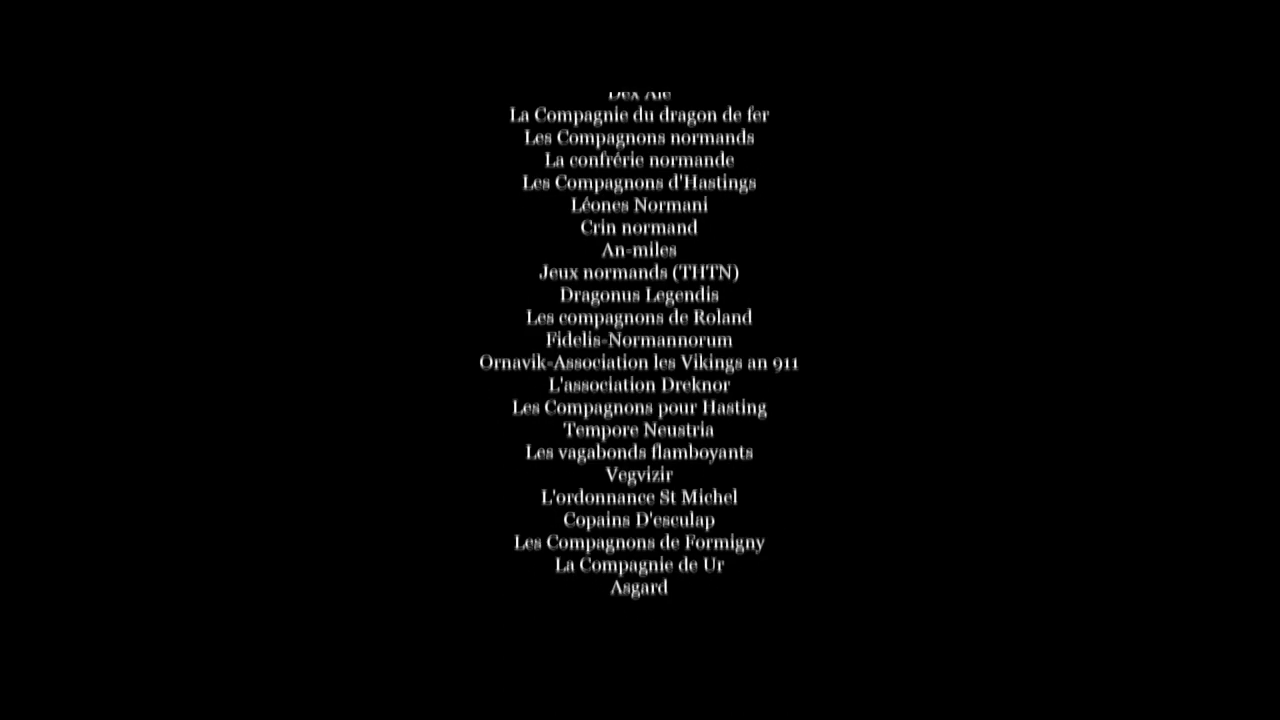 Dex Aïe
La Compagnie du dragon de fer
Les Compagnons normands
La confrérie normande
Les Compagnons d'Hastings
Léones Normani
Crin normand
An-miles
Jeux normands (THTN)
Dragonus Legendis
Les compagnons de Roland
Fidelis-Normannorum
Ornavik-Association les Vikings an 911
L'association Dreknor
Les Compagnons pour Hasting
Tempore Neustria
Les vagabonds flamboyants
Vegvizir
L'ordonnance St Michel
Copains D'esculap
Les Compagnons de Formigny
La Compagnie de Ur
Asgard